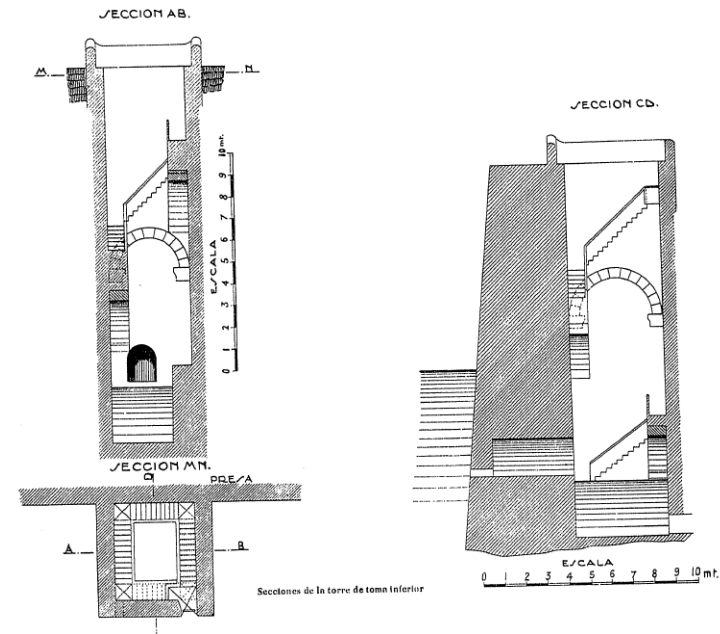 SECCION AB.
M.
N
10 mt.
9
8
7
6
5
4
3
2
1
0
ESCALA
SECCION CD.
SECCION MN.
D
PRESA
A
B
Secciones de la torre de toma inferior
ESCALA
0 1 2 3 4 5 6 7 8 9 10 mt.